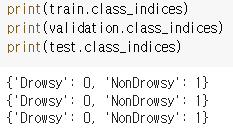 print(train.class_indices)
print(validation.class_indices)
print(test.class_indices)
{'Drowsy': 0, 'NonDrowsy': 1}
{'Drowsy': 0, 'NonDrowsy': 1}
{'Drowsy': 0, 'NonDrowsy': 1}